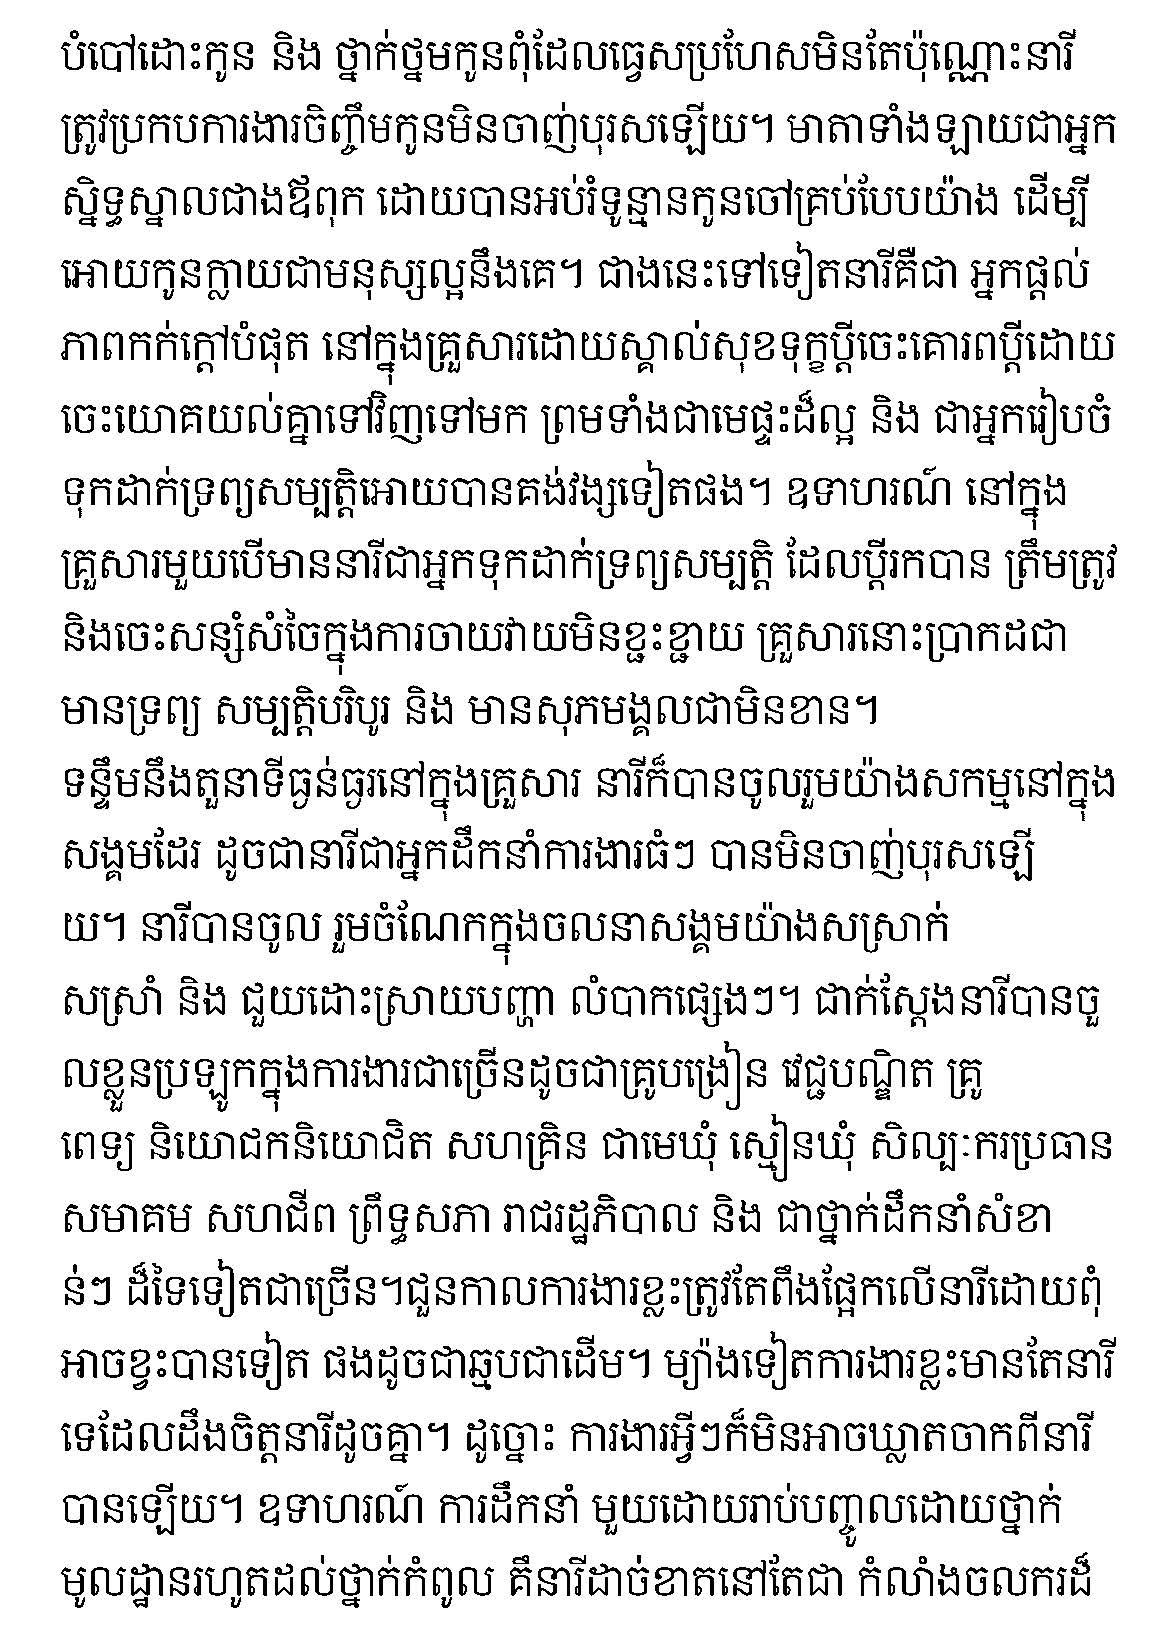 បំបៅដោះកូន និង ថ្នាក់ថ្នមកូនពុំដែលធ្វេសប្រហែសមិនតែប៉ុណ្ណោះនារី
ត្រូវប្រកបការងារចិញ្ចឹមកូនមិនចាញ់បុរសឡើយ។ មាតាទាំងឡាយជាអ្នក
ស្និទ្ធស្នាលជាងឪពុក ដោយបានអប់រំទូន្មានកូនចៅគ្រប់បែបយ៉ាង ដើម្បី
អោយកូនក្លាយជាមនុស្សល្អនឹងគេ។ ជាងនេះទៅទៀតនារីគឺជា អ្នកផ្ដល់
ភាពកក់ក្ដៅបំផុត នៅក្នុងគ្រួសារដោយស្គាល់សុខទុក្ខប្ដីចេះគោរពប្ដីដោយ
ចេះយោគយល់គ្នាទៅវិញទៅមក ព្រមទាំងជាមេផ្ទះដ៏ល្អ និង ជាអ្នករៀបចំ
ទុកដាក់ទ្រព្យសម្បត្តិអោយបានគង់វង្សទៀតផង។ ឧទាហរណ៍ នៅក្នុង
គ្រួសារមួយបើមាននារីជាអ្នកទុកដាក់ទ្រព្យសម្បត្តិ ដែលប្ដីរកបាន ត្រឹមត្រូវ
និងចេះសន្សំសំចៃក្នុងការចាយវាយមិនខ្ជះខ្ជាយ គ្រួសារនោះប្រាកដជា
មានទ្រព្យ សម្បត្តិបរិបូរ និង មានសុភមង្គលជាមិនខាន។
ទន្ទឹមនឹងតួនាទីធ្ងន់ធ្ងរនៅក្នុងគ្រួសារ នារីក៏បានចូលរួមយ៉ាងសកម្មនៅក្នុង
សង្គមដែរ ដូចជានារីជាអ្នកដឹកនាំការងារធំៗ បានមិនចាញ់បុរសឡើ
យ។ នារីបានចូល រួមចំណែកក្នុងចលនាសង្គមយ៉ាងសស្រាក់
សស្រាំ និង ជួយដោះស្រាយបញ្ហា លំបាកផ្សេងៗ។ ជាក់ស្ដែងនារីបានចួ
លខ្លួនប្រឡូកក្នុងការងារជាច្រើនដូចជាគ្រូបង្រៀន វេជ្ជបណ្ឌិត គ្រូ
ពេទ្យ និយោជកនិយោជិត សហគ្រិន ជាមេឃុំ ស្មៀនឃុំ សិល្បៈករប្រធាន
សមាគម សហជីព ព្រឹទ្ធសភា រាជរដ្ឋភិបាល និង ជាថ្នាក់ដឹកនាំសំខា
ន់ៗ ដ៏ទៃទៀតជាច្រើន។ជួនកាលការងារខ្លះត្រូវតែពឹងផ្អែកលើនារីដោយពុំ
អាចខ្វះបានទៀត ផងដូចជាឆ្មបជាដើម។ ម្យ៉ាងទៀតការងារខ្លះមានតែនារី
ទេដែលដឹងចិត្តនារីដូចគ្នា។ ដូច្នោះ ការងារអ្វីៗក៏មិនអាចឃ្លាតចាកពីនារី
បានឡើយ។ ឧទាហរណ៍ ការដឹកនាំ មួយដោយរាប់បញ្ចូលដោយថ្នាក់
មូលដ្ឋានរហូតដល់ថ្នាក់កំពូល គឺនារីដាច់ខាតនៅតែជា កំលាំងចលករដ៏